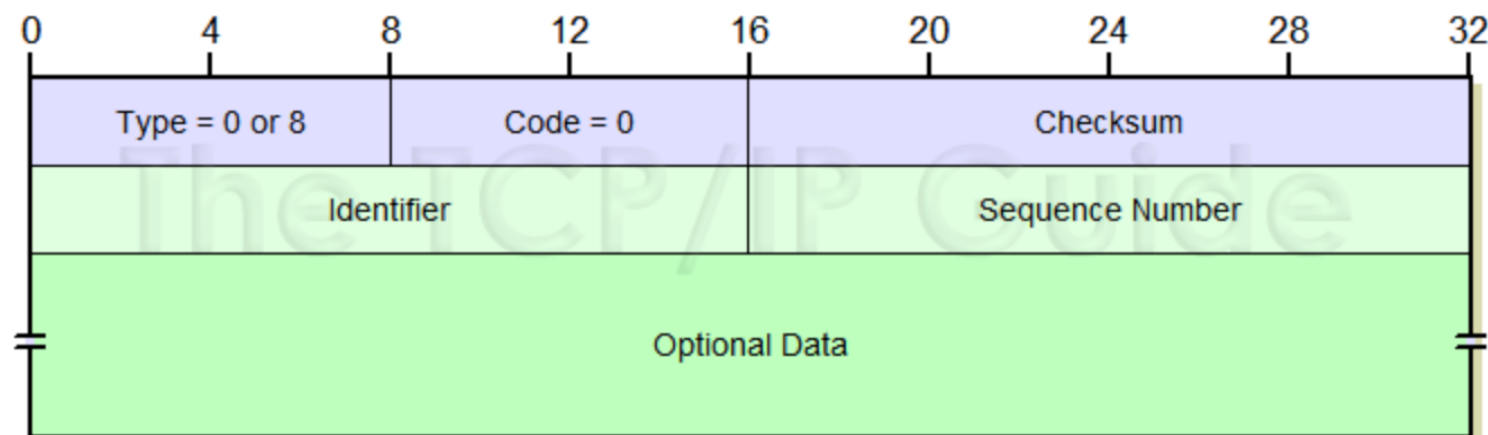 0 4 8 12 16 20 24 28 32
Type = 0 or 8 Code = 0 Checksum
The TCP/IP Guide
Identifier Sequence Number
Optional Data